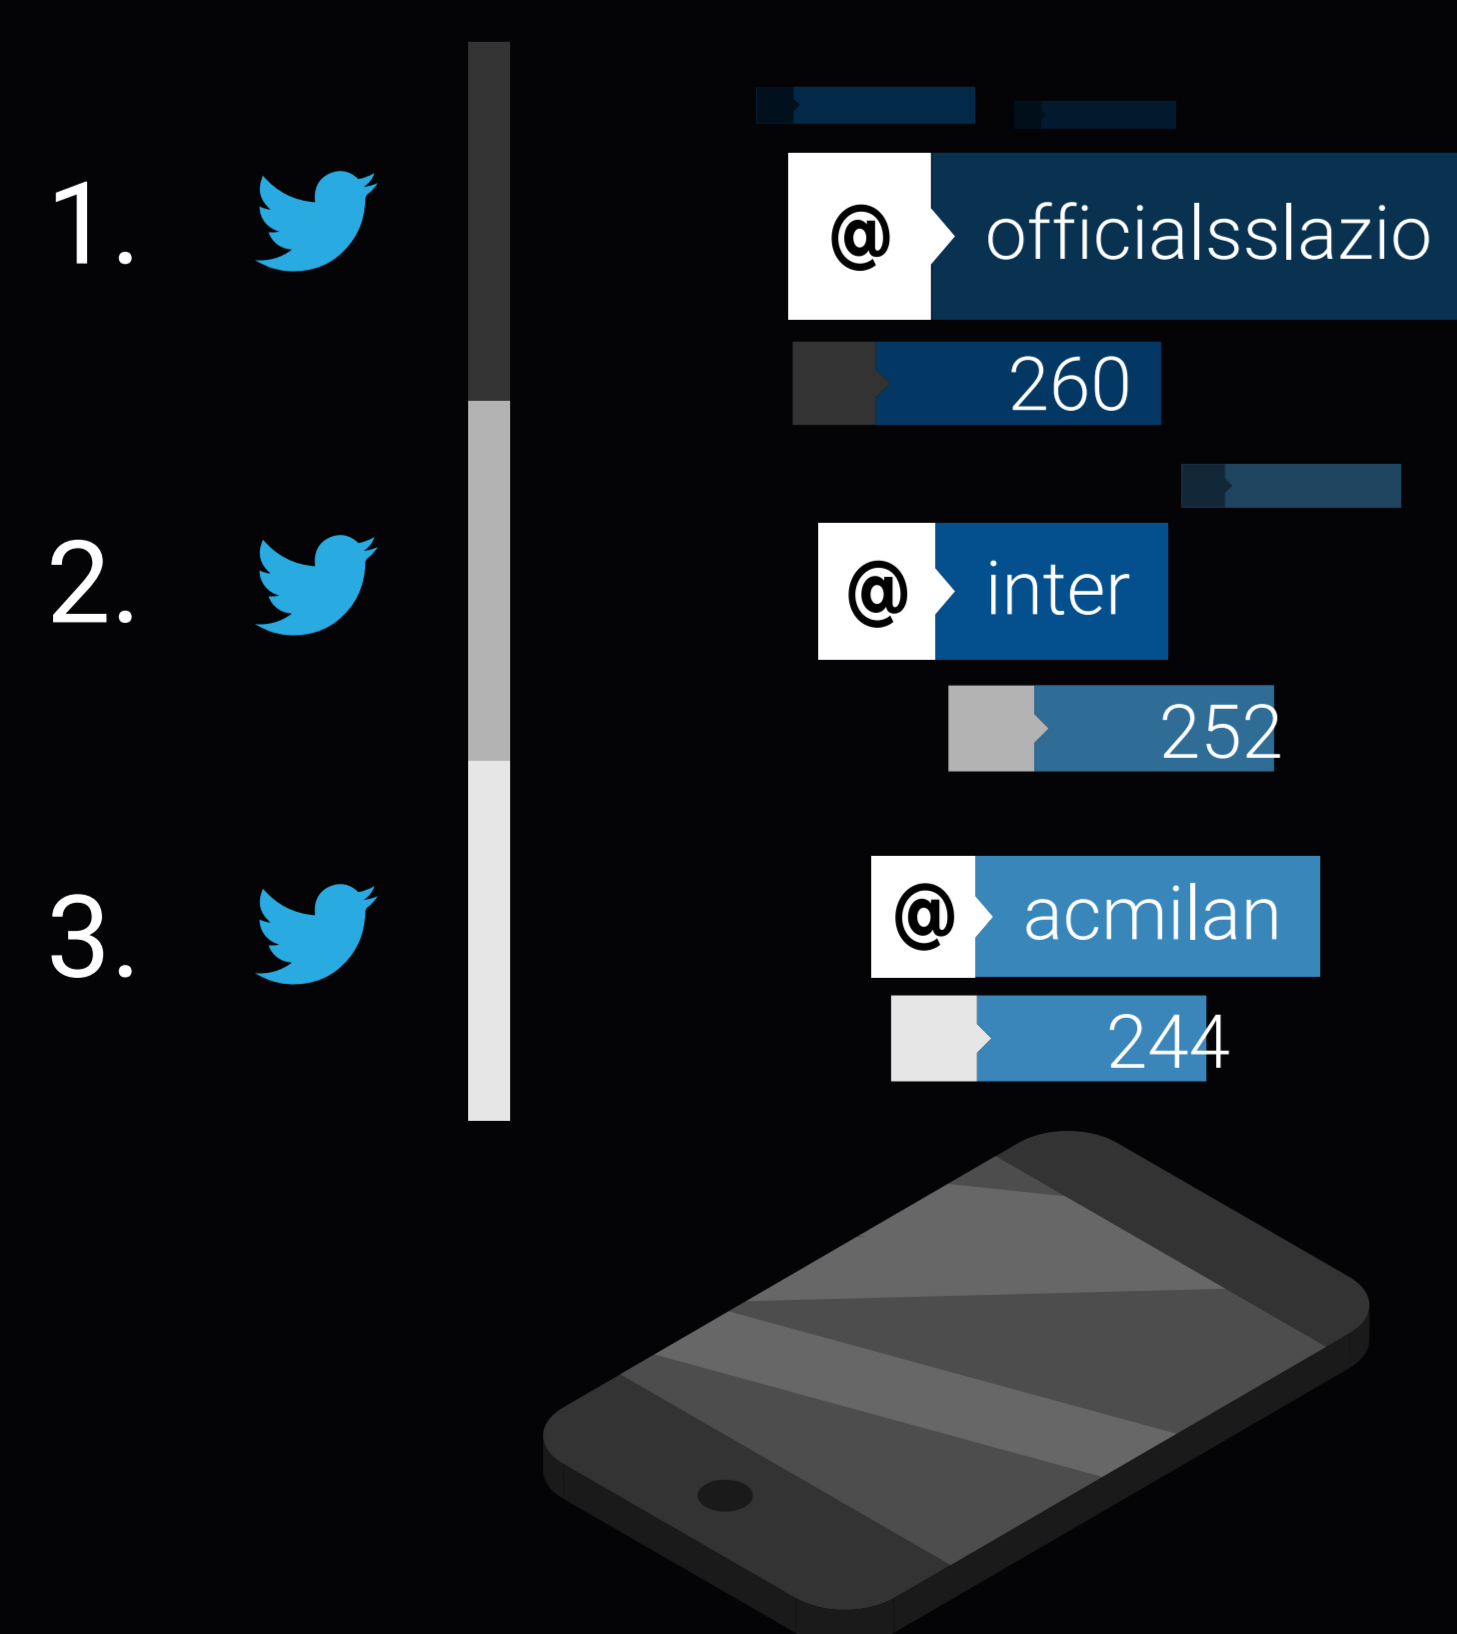 1.
@ officialsslazio
260
2.
@ inter
252
3.
@ acmilan
244